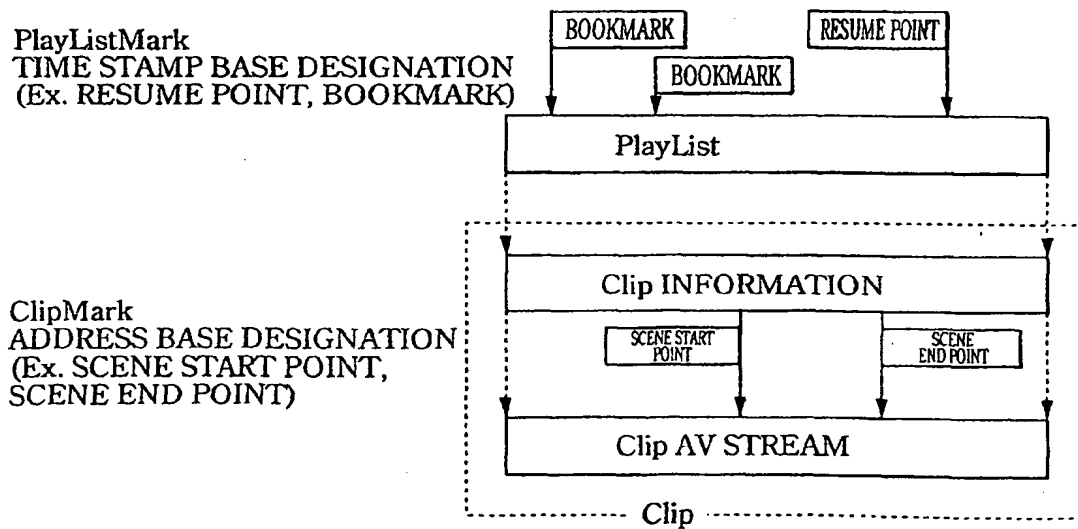 PlayListMark
TIME STAMP BASE DESIGNATION
(Ex. RESUME POINT, BOOKMARK)
BOOKMARK
RESUME POINT
BOOKMARK
PlayList
Clip INFORMATION
ClipMark
ADDRESS BASE DESIGNATION
(Ex. SCENE START POINT,
SCENE END POINT)
SCENE START
POINT
SCENE
END POINT
Clip AV STREAM
Clip